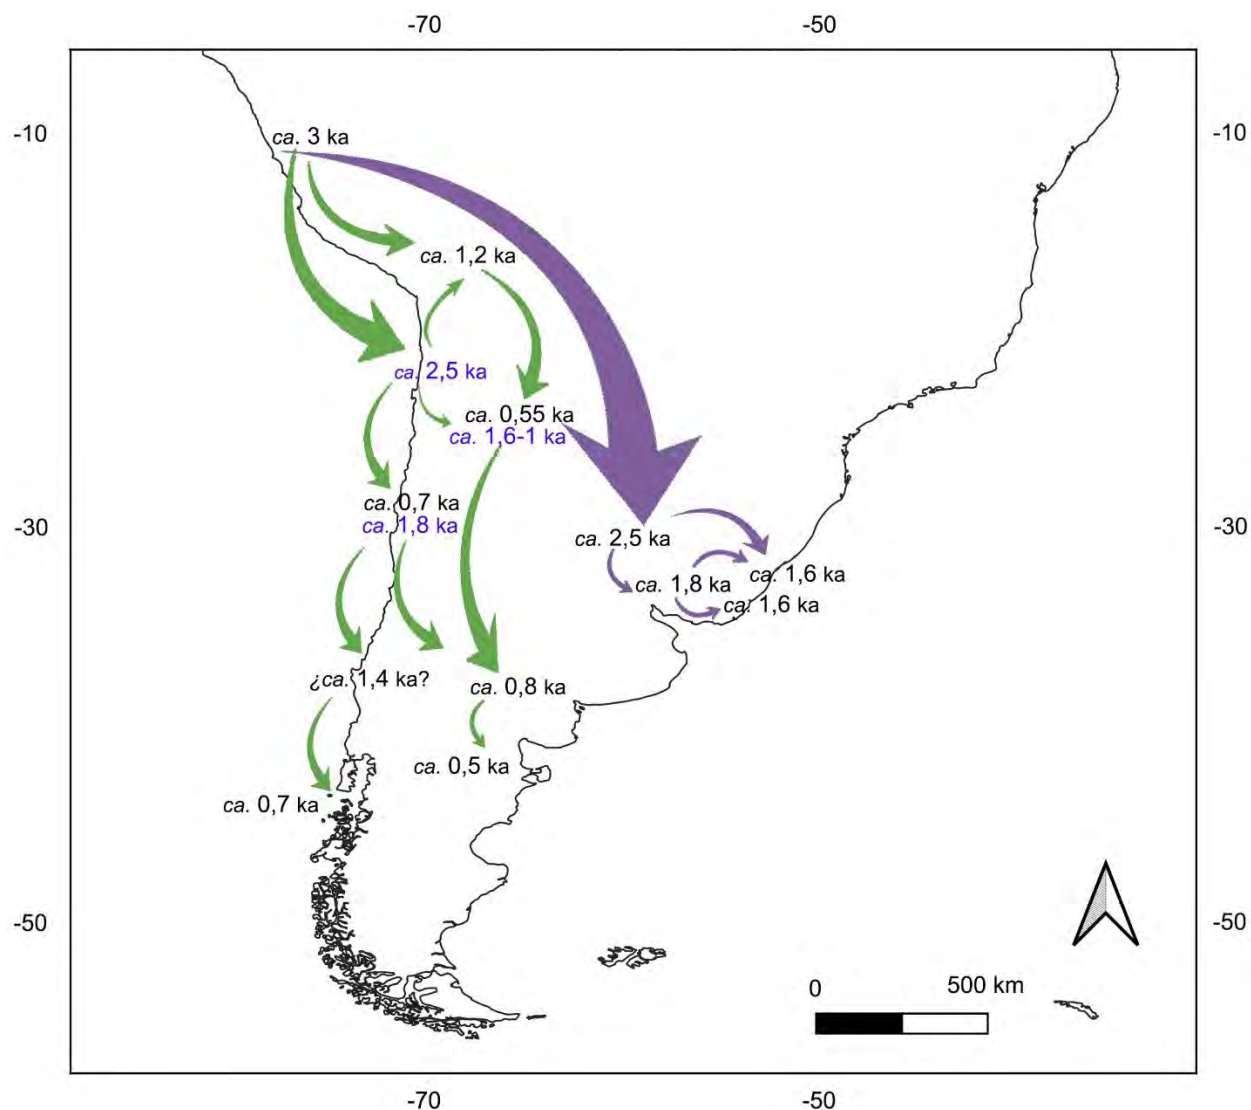 -70 -50
-10 -10
ca. 3 ka
ca. 1,2 ka
ca. 2,5 ka
ca. 0,55 ka
ca. 1,6-1 ka
ca. 0,7 ka
ca. 1,8 ka
-30 -30
ca. 2,5 ka
ca. 1,8 ka
ca. 1,6 ka
ca. 1,6 ka
¿ca. 1,4 ka?
ca. 0,8 ka
ca. 0,5 ka
ca. 0,7 ka
-50 -50
0 500 km
-70 -50